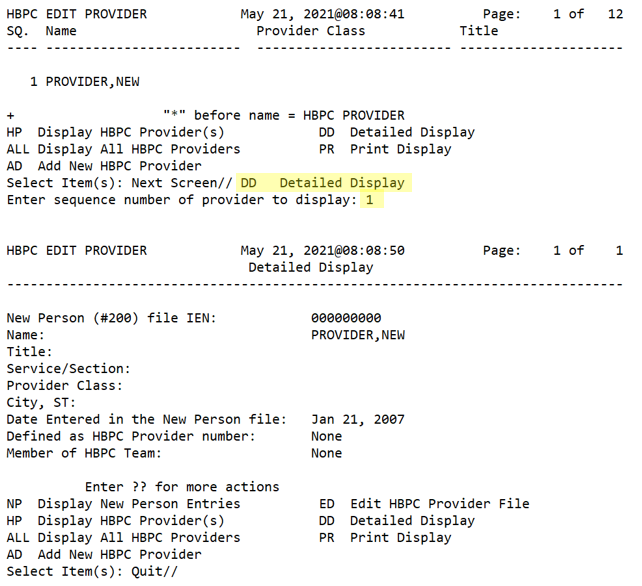 HBPC EDIT PROVIDER            May 21, 2021@08:08:41          Page:    1 of   12
SQ.  Name                       Provider Class            Title
---- -------------------------  ------------------------- ---------------------
   1 PROVIDER,NEW
+                   "*" before name = HBPC PROVIDER
HP  Display HBPC Provider(s)            DD  Detailed Display
ALL Display All HBPC Providers          PR  Print Display
AD  Add New HBPC Provider
Select Item(s): Next Screen// DD   Detailed Display
Enter sequence number of provider to display: 1
HBPC EDIT PROVIDER            May 21, 2021@08:08:50          Page:    1 of    1
                               Detailed Display
-------------------------------------------------------------------------------
New Person (#200) file IEN:            000000000
Name:                                  PROVIDER,NEW
Title:
Service/Section:
Provider Class:
City, ST:
Date Entered in the New Person file:   Jan 21, 2007
Defined as HBPC Provider number:       None
Member of HBPC Team:                   None
          Enter ?? for more actions
NP  Display New Person Entries          ED  Edit HBPC Provider File
HP  Display HBPC Provider(s)            DD  Detailed Display
ALL Display All HBPC Providers          PR  Print Display
AD  Add New HBPC Provider
Select Item(s): Quit//